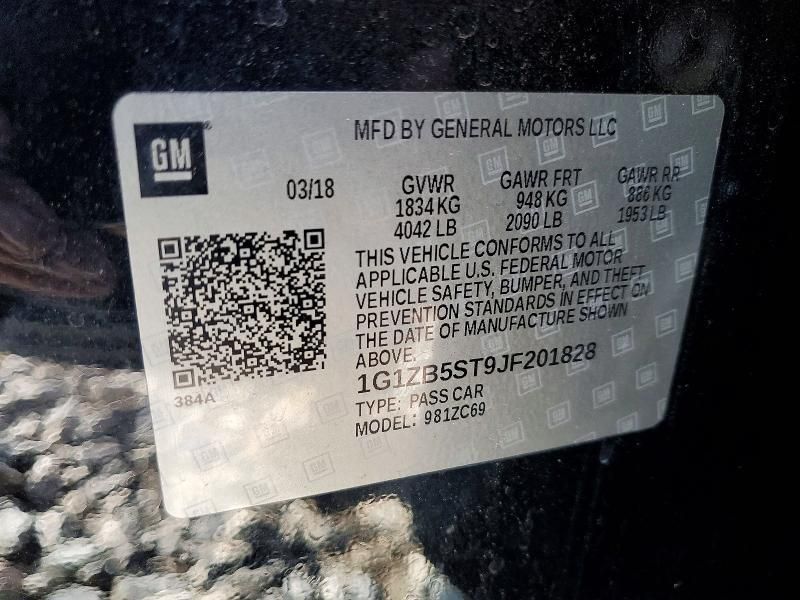 GM
MFD BY GENERAL MOTORS LLC
03/18
GVWR
1834 KG
4042 LB
GAWR FRT
948 KG
2090 LB
GAWR RR
886 KG
1953 LB
THIS VEHICLE CONFORMS TO ALL
APPLICABLE U.S. FEDERAL MOTOR
VEHICLE SAFETY, BUMPER, AND THEFT
PREVENTION STANDARDS IN EFFECT ON
THE DATE OF MANUFACTURE SHOWN
ABOVE.
1G1ZB5ST9JF201828
TYPE: PASS CAR
MODEL: 981ZC69
384A